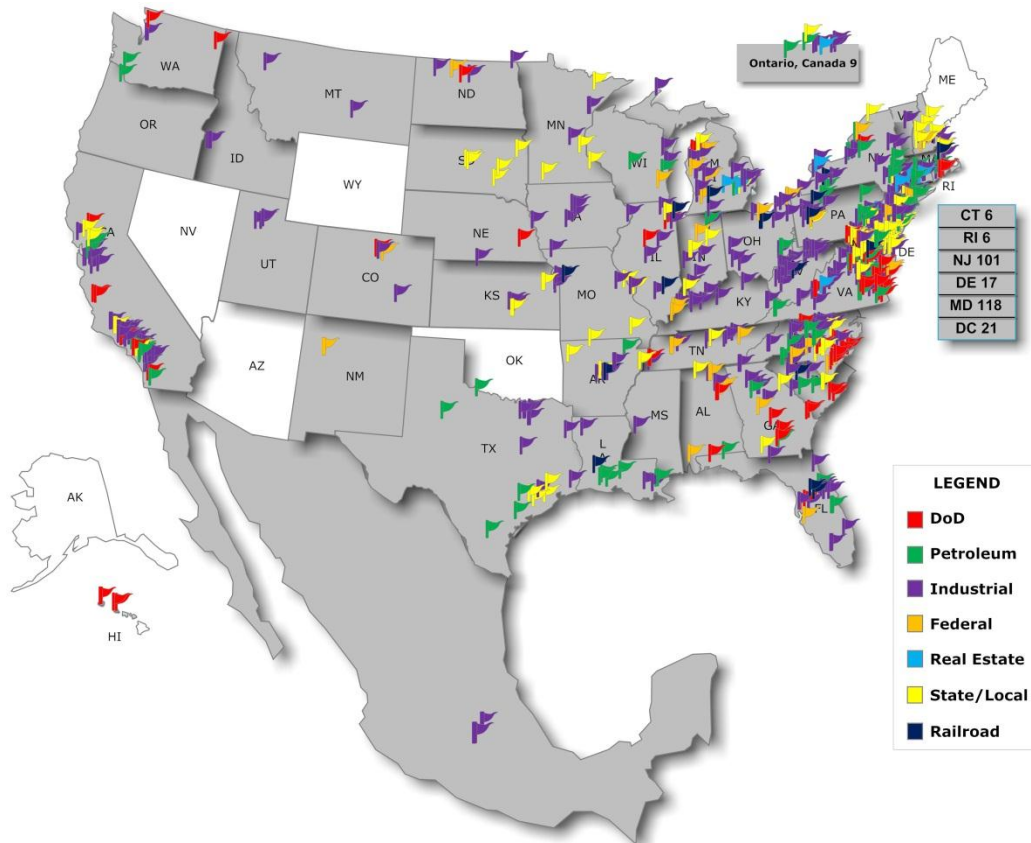 Ontario, Canada 9
ME
WA
MT
ND
MN
OR
ID
WI
WY
RI
PA
CT 6
RI 6
NJ 101
DE 17
MD 118
DC 21
NV
NE
OH
DE
UT
CO
IL
IN
VA
KS
MO
KY
TN
AZ
NM
OK
AR
MS
AL
GA
TX
L
A
FL
AK
HI
LEGEND
DoD
Petroleum
Industrial
Federal
Real Estate
State/Local
Railroad